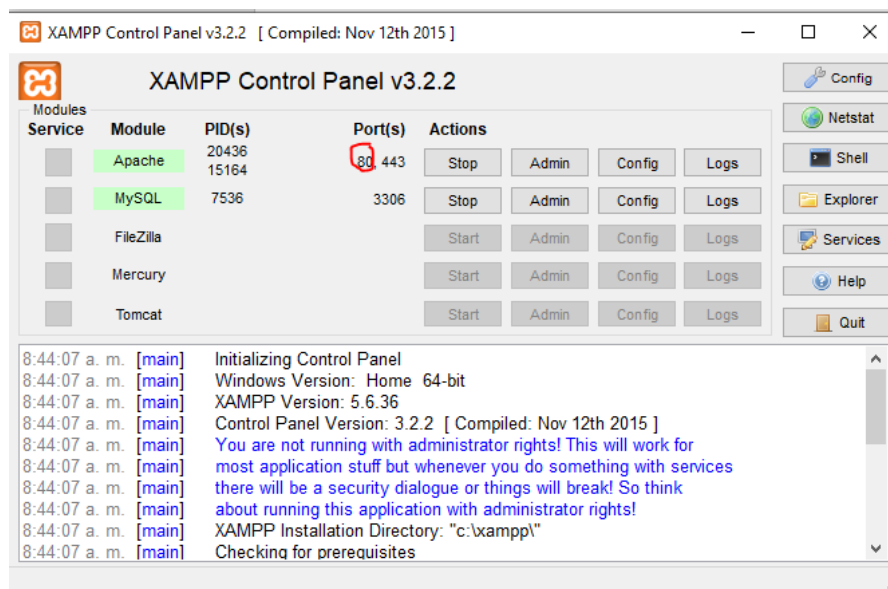 XAMPP Control Panel v3.2.2 [ Compiled: Nov 12th 2015 ]
XAMPP Control Panel v3.2.2
Config
Modules
Service Module PID(s) Port(s) Actions
Netstat
Apache 20436 15164 80, 443 Stop Admin Config Logs
Shell
MySQL 7536 3306 Stop Admin Config Logs
Explorer
FileZilla Start Admin Config Logs
Services
Mercury Start Admin Config Logs
Help
Tomcat Start Admin Config Logs
Quit
8:44:07 a. m. [main] Initializing Control Panel
8:44:07 a. m. [main] Windows Version: Home 64-bit
8:44:07 a. m. [main] XAMPP Version: 5.6.36
8:44:07 a. m. [main] Control Panel Version: 3.2.2 [ Compiled: Nov 12th 2015 ]
8:44:07 a. m. [main] You are not running with administrator rights! This will work for
8:44:07 a. m. [main] most application stuff but whenever you do something with services
8:44:07 a. m. [main] there will be a security dialogue or things will break! So think
8:44:07 a. m. [main] about running this application with administrator rights!
8:44:07 a. m. [main] XAMPP Installation Directory: "c:\xampp\"
8:44:07 a. m. [main] Checking for prerequisites